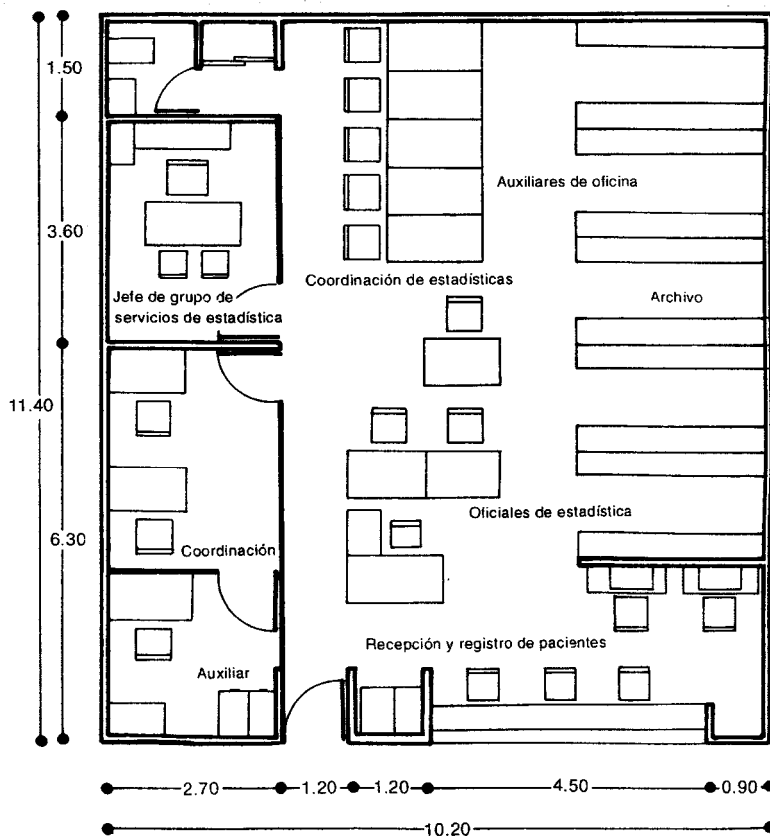 1.50
Auxiliares de oficina
3.60
Coordinación de estadísticas
Jefe de grupo de
servicios de estadística
Archivo
11.40
Oficiales de estadística
6.30
Coordinación
Recepción y registro de pacientes
Auxiliar
2.70
1.20
1.20
4.50
0.90
10.20